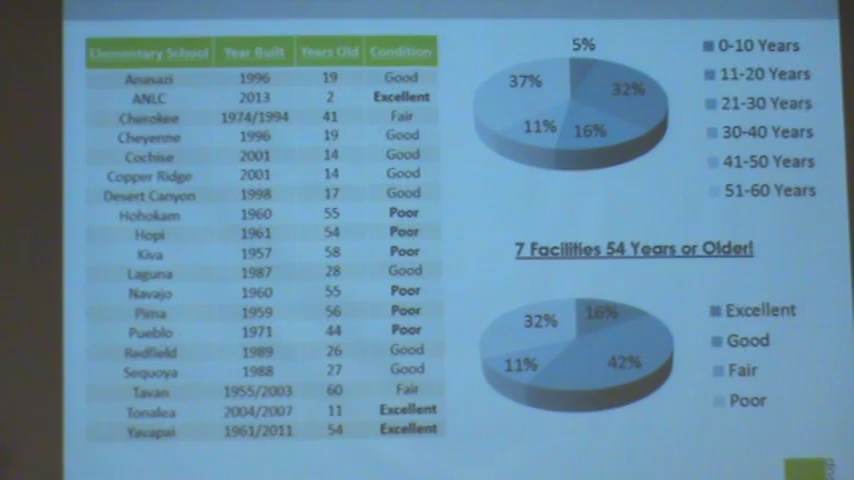 Elementary School Year Built Years Old Condition
Anasazi 1996 19 Good
ANLC 2013 2 Excellent
Cherokee 1974/1994 41 Fair
Cheyenne 1996 19 Good
Cochise 2001 14 Good
Copper Ridge 2001 14 Good
Desert Canyon 1998 17 Good
Hohokam 1960 55 Poor
Hopi 1961 54 Poor
Kiva 1957 58 Poor
Laguna 1987 28 Good
Navajo 1960 55 Poor
Pima 1959 56 Poor
Pueblo 1971 44 Poor
Redfield 1989 26 Good
Sequoya 1988 27 Good
Tavan 1955/2003 60 Fair
Tonalea 2004/2007 11 Excellent
Yavapai 1961/2011 54 Excellent
5%
32%
16%
11%
37%
0-10 Years
11-20 Years
21-30 Years
30-40 Years
41-50 Years
51-60 Years
7 Facilities 54 Years or Older!
16%
42%
11%
32%
Excellent
Good
Fair
Poor